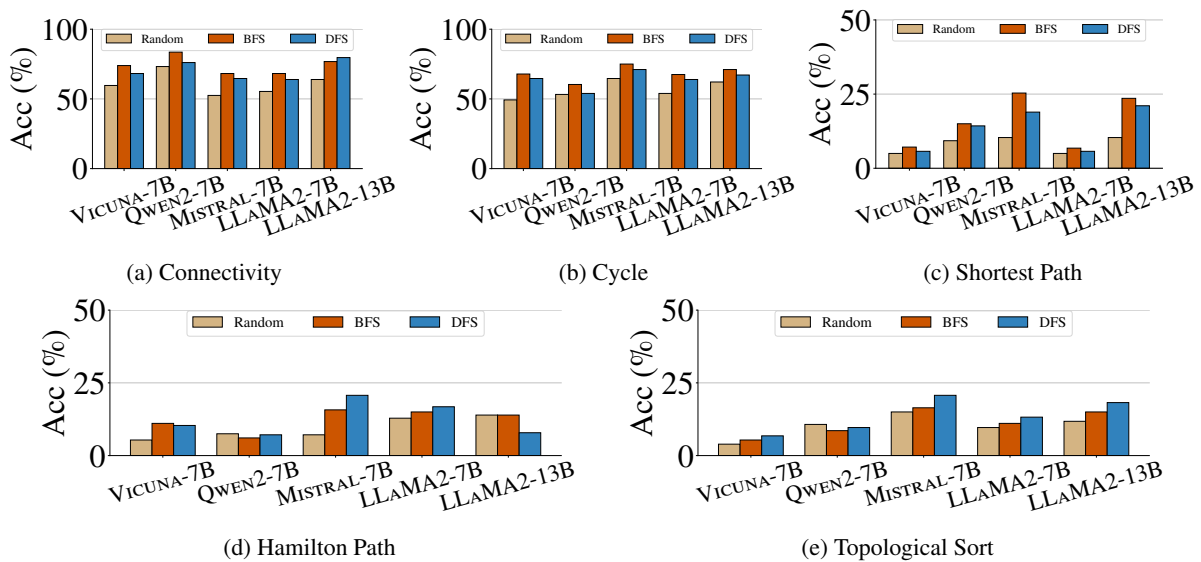 Random BFS DFS
100
50
0
Acc (%)
VICUNA-7B
QWEN2-7B
MISTRAL-7B
LLAMA2-7B
LLAMA2-13B
(a) Connectivity
Random BFS DFS
100
50
0
Acc (%)
VICUNA-7B
QWEN2-7B
MISTRAL-7B
LLAMA2-7B
LLAMA2-13B
(b) Cycle
Random BFS DFS
50
25
0
Acc (%)
VICUNA-7B
QWEN2-7B
MISTRAL-7B
LLAMA2-7B
LLAMA2-13B
(c) Shortest Path
Random BFS DFS
50
25
0
Acc (%)
VICUNA-7B
QWEN2-7B
MISTRAL-7B
LLAMA2-7B
LLAMA2-13B
(d) Hamilton Path
Random BFS DFS
50
25
0
Acc (%)
VICUNA-7B
QWEN2-7B
MISTRAL-7B
LLAMA2-7B
LLAMA2-13B
(e) Topological Sort